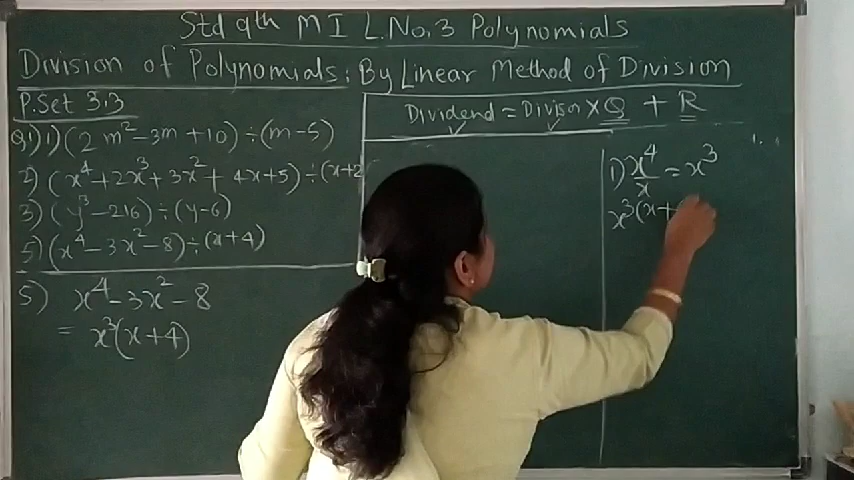 Std 9th M I L.No.3 Polynomials
Division of Polynomials: By Linear Method of Division
P.Set 3.3
Dividend = Divisor × Q + R
Q1) 1) (2m² - 3m + 10) ÷ (m - 5)
2) (x⁴ + 2x³ + 3x² + 4x + 5) ÷ (x + 2
3) (y³ - 216) ÷ (y - 6)
5) (x⁴ - 3x² - 8) ÷ (x + 4)
5) x⁴ - 3x² - 8
= x³(x + 4)
1) x⁴/x = x³
x³(x +